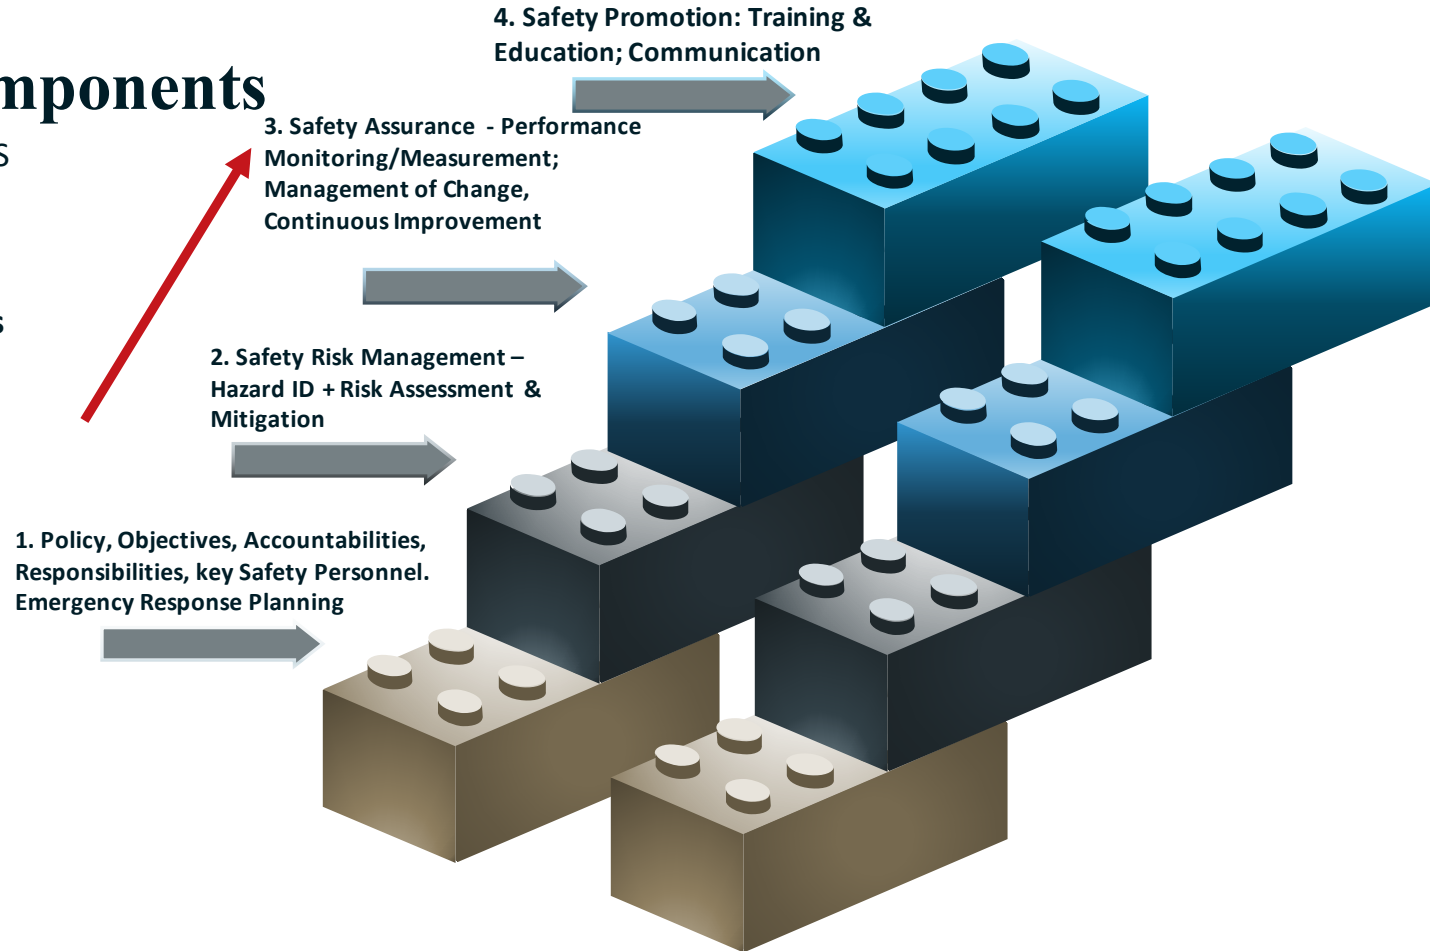 4. Safety Promotion: Training &
Education; Communication
mponents
s
3. Safety Assurance - Performance
Monitoring/Measurement;
Management of Change,
Continuous Improvement
s
2. Safety Risk Management –
Hazard ID + Risk Assessment &
Mitigation
1. Policy, Objectives, Accountabilities,
Responsibilities, key Safety Personnel.
Emergency Response Planning